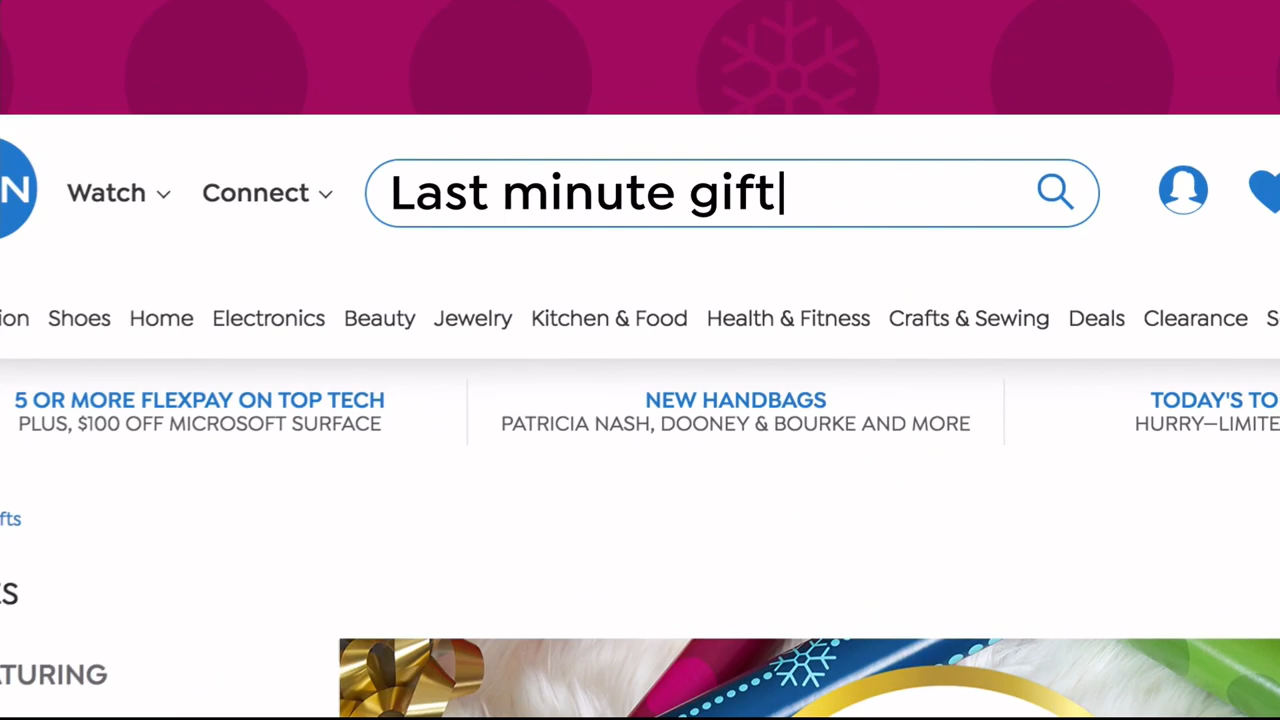 N Watch Connect Last minute gift
ion Shoes Home Electronics Beauty Jewelry Kitchen & Food Health & Fitness Crafts & Sewing Deals Clearance S
5 OR MORE FLEXPAY ON TOP TECH NEW HANDBAGS TODAY'S TO
PLUS, $100 OFF MICROSOFT SURFACE PATRICIA NASH, DOONEY & BOURKE AND MORE HURRY—LIMITE
fts
ES
ATURING